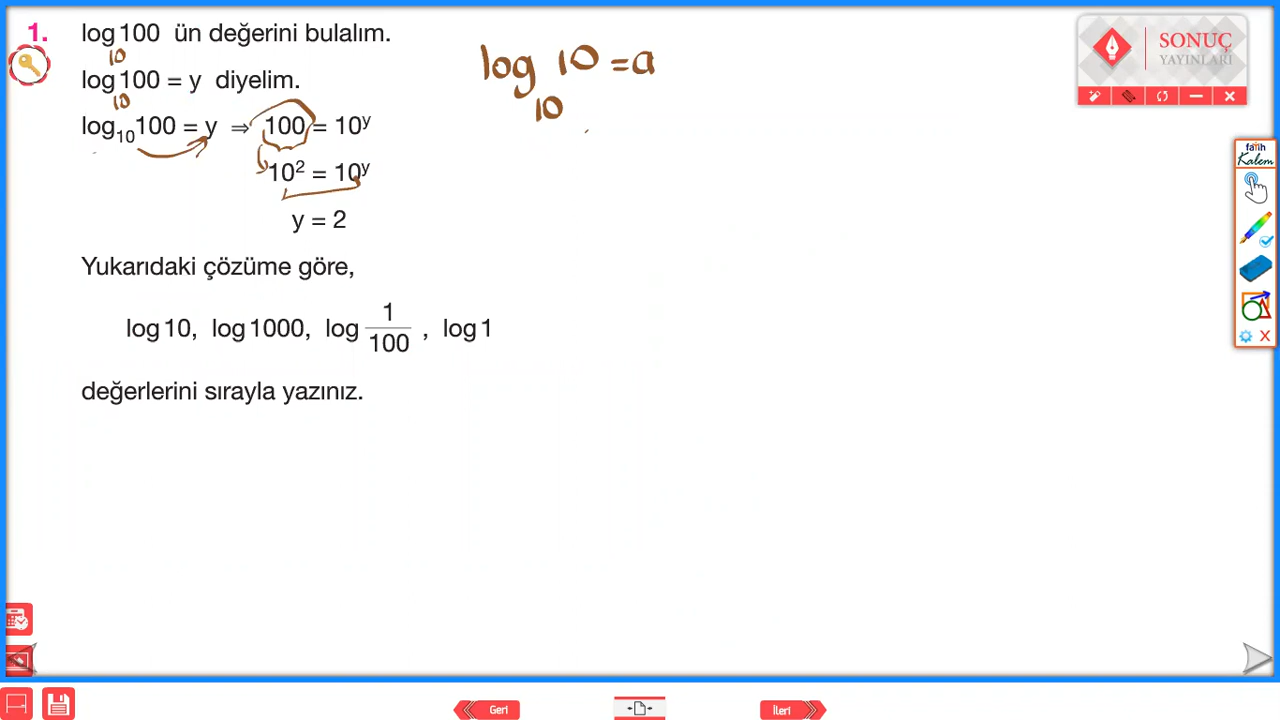 1. log 100 ün değerini bulalım.
10
log 100 = y diyelim.
10
log₁₀100 = y ⇒ 100 = 10ʸ
10² = 10ʸ
y = 2
Yukarıdaki çözüme göre,
log 10, log 1000, log 1/100 , log 1
değerlerini sırayla yazınız.
log₁₀ 10 = a
SONUÇ
YAYINLARI
fatih
Kalem
Geri
İleri